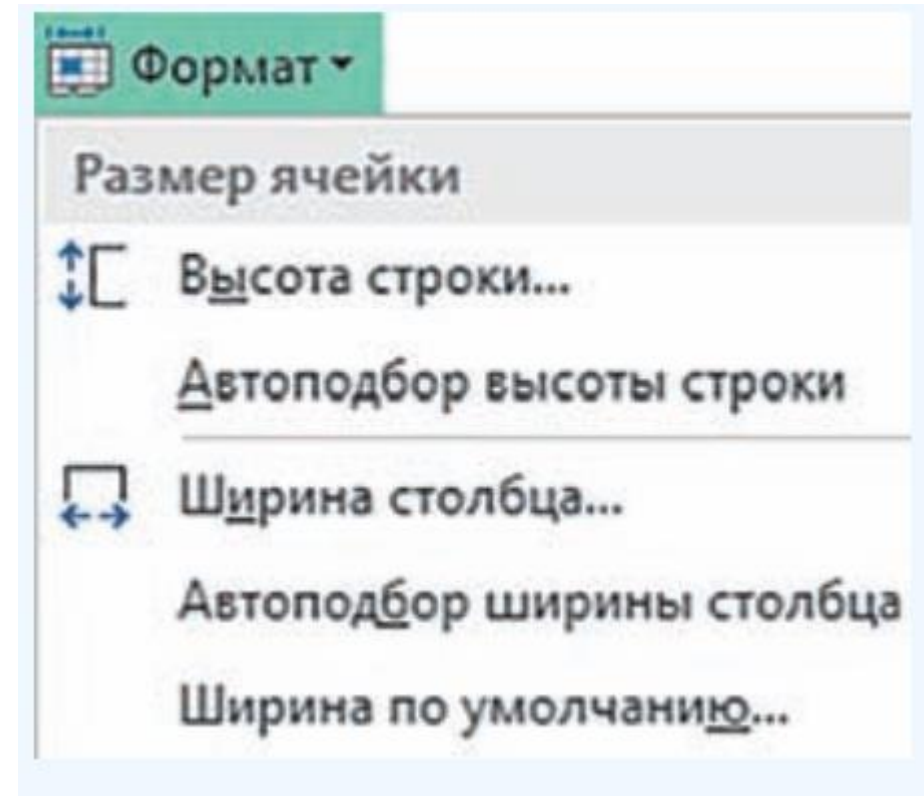 Формат
Размер ячейки
Высота строки...
Автоподбор высоты строки
Ширина столбца...
Автоподбор ширины столбца
Ширина по умолчанию...